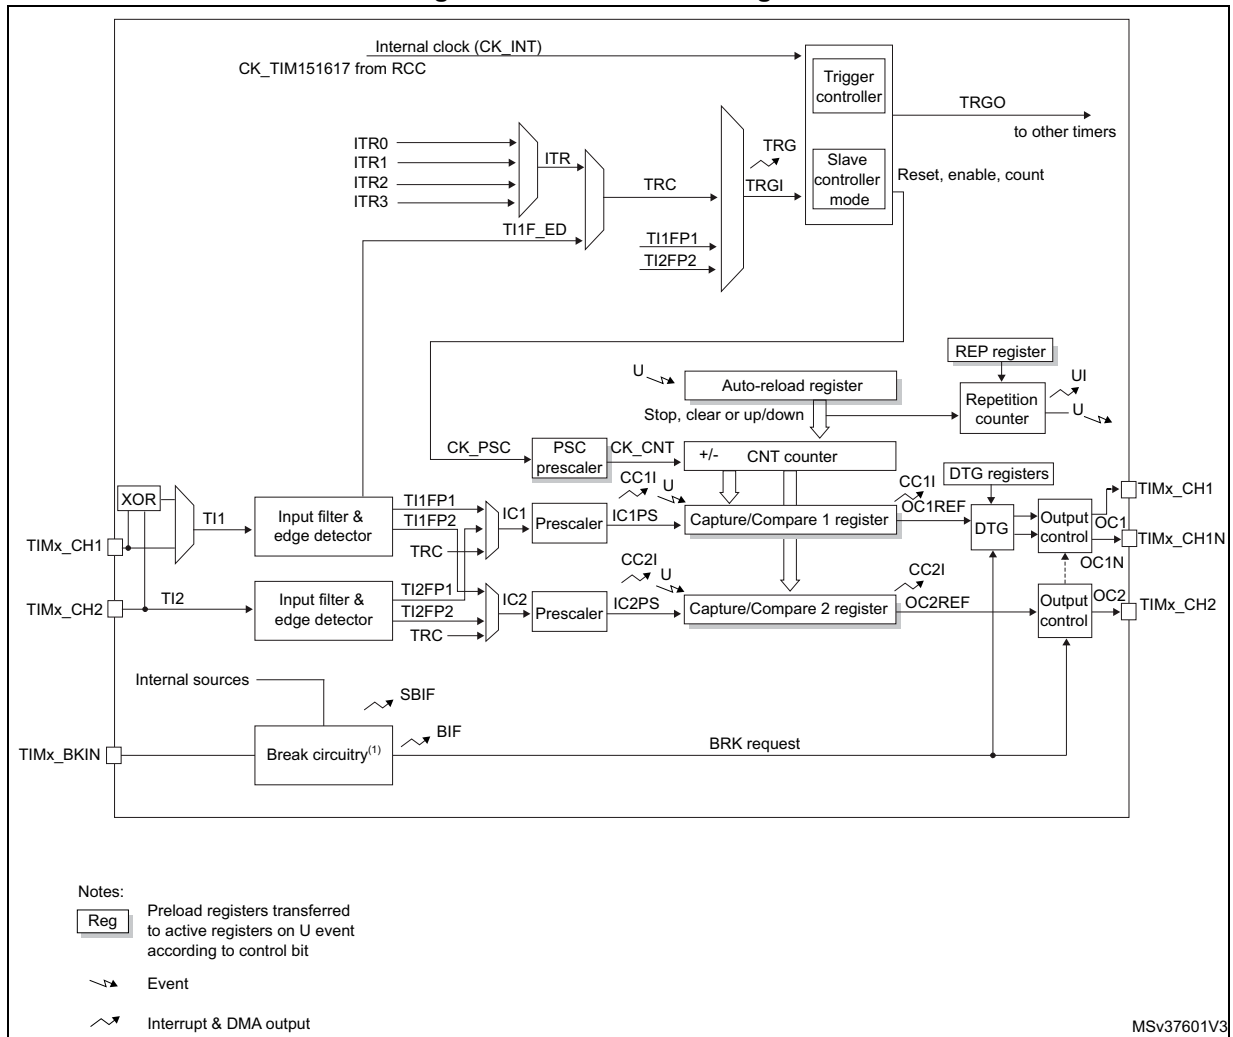 Internal clock (CK_INT)
CK_TIM151617 from RCC
Trigger
controller
TRGO
to other timers
ITR0
ITR1
ITR2
ITR3
ITR
TRG
TRC
TRGI
Slave
controller
mode
Reset, enable, count
TI1F_ED
TI1FP1
TI2FP2
REP register
U
Auto-reload register
UI
Repetition
counter
U
Stop, clear or up/down
CK_PSC
PSC
prescaler
CK_CNT
+/-
CNT counter
DTG registers
XOR
TI1
Input filter &
edge detector
TI1FP1
TI1FP2
TRC
IC1
Prescaler
IC1PS
CC1I
U
Capture/Compare 1 register
CC1I
OC1REF
DTG
Output
control
OC1
OC1N
TIMx_CH1
TIMx_CH1N
TIMx_CH1
TIMx_CH2
TI2
Input filter &
edge detector
TI2FP1
TI2FP2
TRC
IC2
Prescaler
IC2PS
CC2I
U
Capture/Compare 2 register
CC2I
OC2REF
Output
control
OC2
TIMx_CH2
Internal sources
SBIF
TIMx_BKIN
Break circuitry(1)
BIF
BRK request
Notes:
Reg
Preload registers transferred
to active registers on U event
according to control bit
Event
Interrupt & DMA output
MSv37601V3